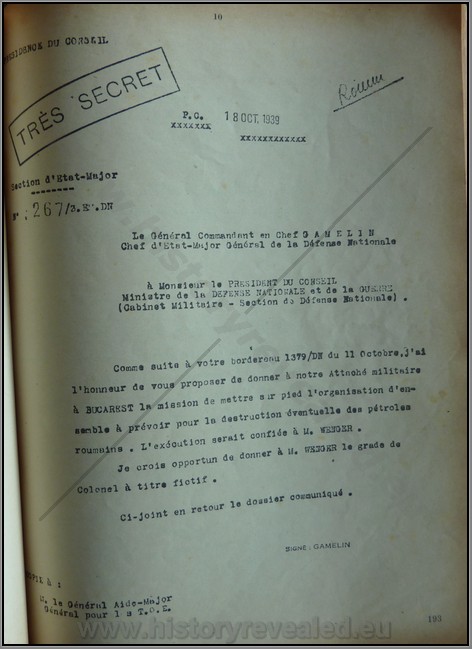 10
PRESIDENCE DU CONSEIL
TRÈS SECRET
P.C. 18 OCT. 1939
xxxxxxx
xxxxxxxxxxxx
Section d'Etat-Major
--------
N° 267/3.E".DN
Le Général Commandant en Chef G A M E L I N
Chef d'Etat-Major Général de la Défense Nationale
à Monsieur le PRESIDENT DU CONSEIL
Ministre de la DEFENSE NATIONALE et de la GUERRE
(Cabinet Militaire - Section de Défense Nationale) .
Comme suite à votre bordereau 1379/DN du 11 Octobre, j'ai
l'honneur de vous proposer de donner à notre Attaché militaire
à BUCAREST la mission de mettre sur pied l'organisation d'en-
semble à prévoir pour la destruction éventuelle des pétroles
roumains . L'exécution serait confiée à M. WENGER .
Je crois opportun de donner à M. WENGER le grade de
Colonel à titre fictif .
Ci-joint en retour le dossier communiqué .
SIGNÉ : GAMELIN
COPIE à :
M. le Général Aide-Major
Général pour le T.O.E.
193
www.historyrevealed.eu